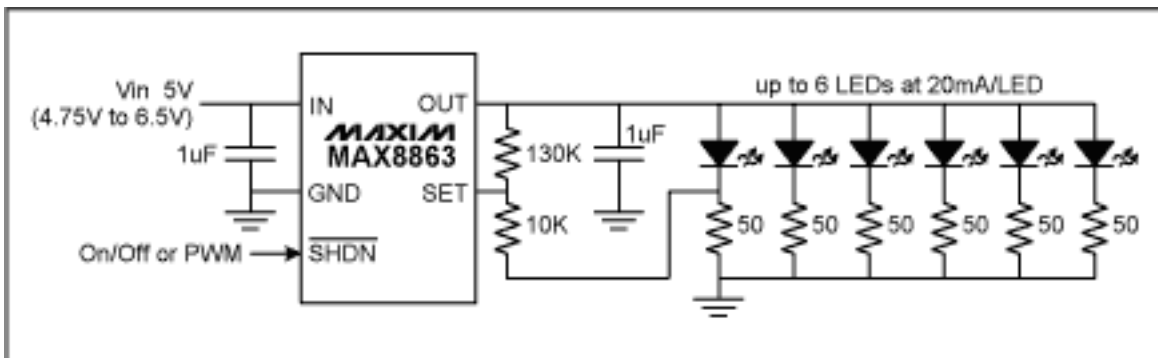 Vin 5V
(4.75V to 6.5V)
1uF
On/Off or PWM
IN
OUT
MAXIM
MAX8863
GND
SET
SHDN
130K
10K
1uF
up to 6 LEDs at 20mA/LED
50
50
50
50
50
50